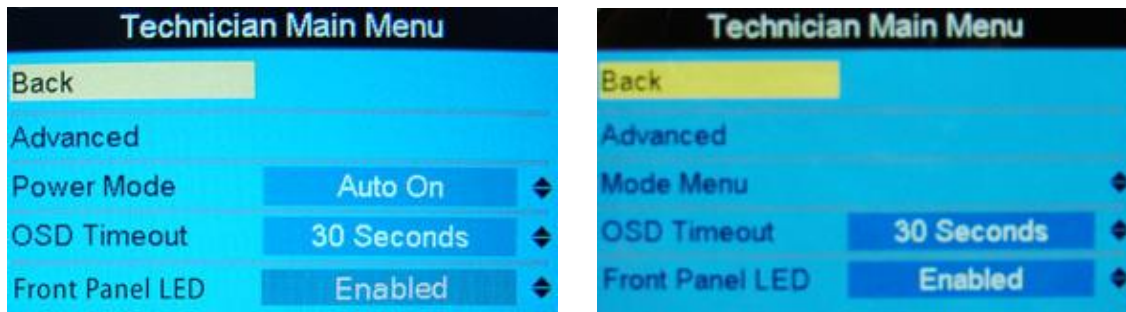 Technician Main Menu
Back
Advanced
Power Mode Auto On
OSD Timeout 30 Seconds
Front Panel LED Enabled
Technician Main Menu
Back
Advanced
Mode Menu
OSD Timeout 30 Seconds
Front Panel LED Enabled